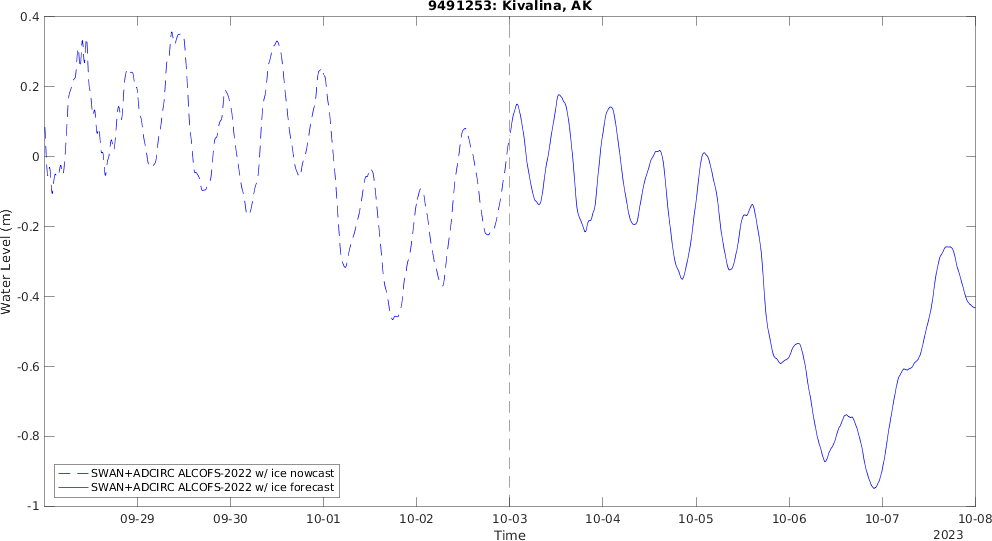 9491253: Kivalina, AK
Water Level (m)
0.4
0.2
0
-0.2
-0.4
-0.6
-0.8
-1
SWAN+ADCIRC ALCOFS-2022 w/ ice nowcast
SWAN+ADCIRC ALCOFS-2022 w/ ice forecast
09-29 09-30 10-01 10-02 10-03 10-04 10-05 10-06 10-07 10-08
Time
2023